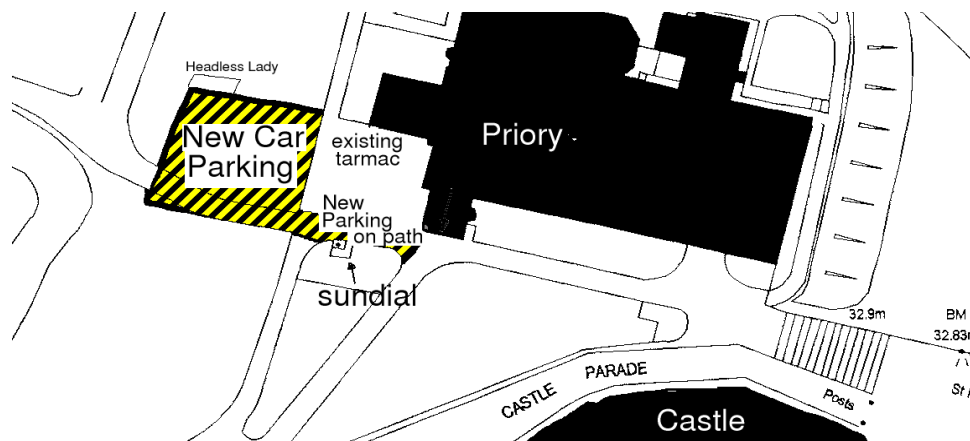 Headless Lady
New Car
Parking
existing
tarmac
Priory
New
Parking
on path
sundial
32.9m
BM
32.83m
CASTLE PARADE
Posts
St
Castle